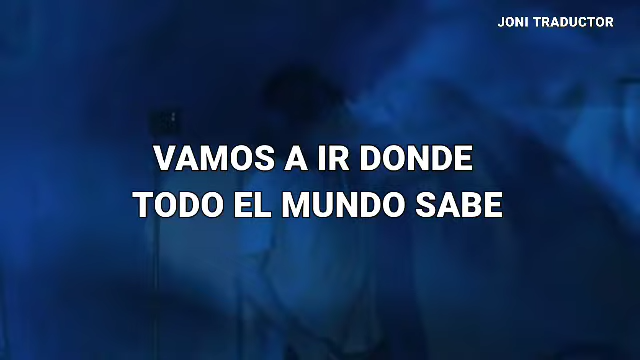 JONI TRADUCTOR
VAMOS A IR DONDE
TODO EL MUNDO SABE